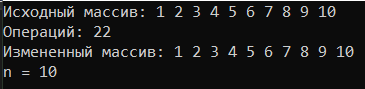 Исходный массив: 1 2 3 4 5 6 7 8 9 10
Операций: 22
Измененный массив: 1 2 3 4 5 6 7 8 9 10
n = 10